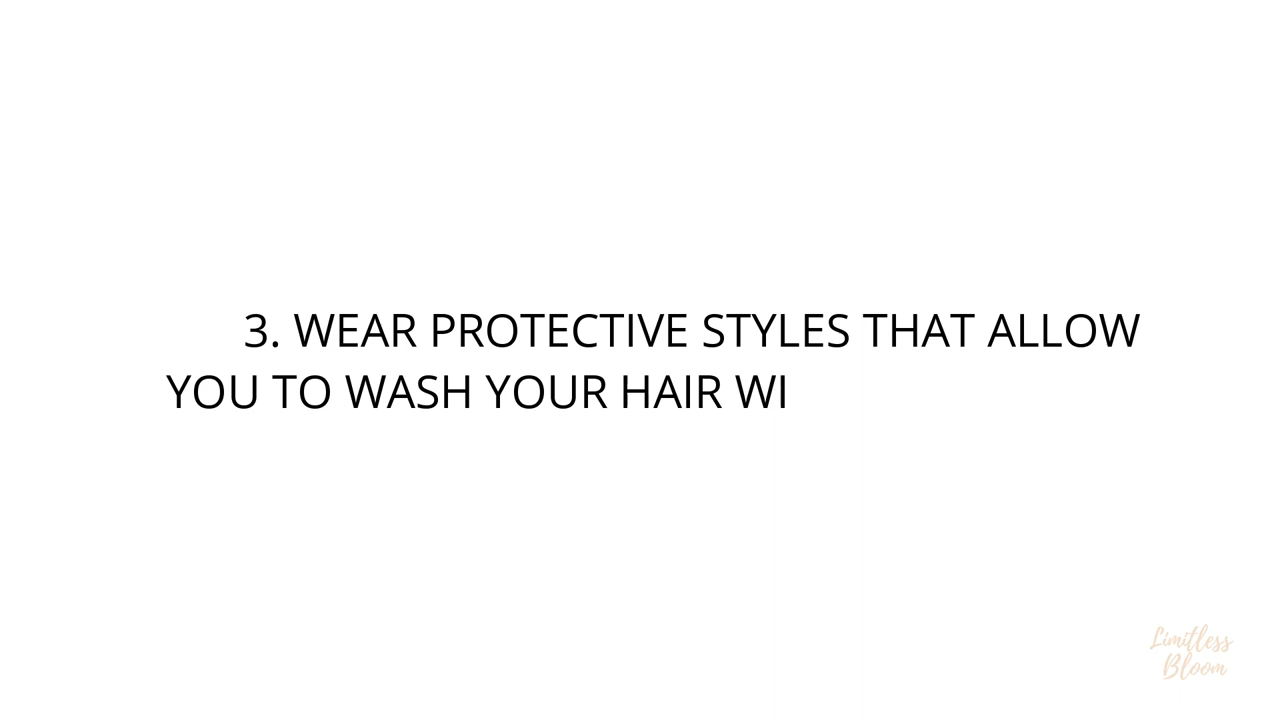 3. WEAR PROTECTIVE STYLES THAT ALLOW
YOU TO WASH YOUR HAIR WI
Limitless
Bloom